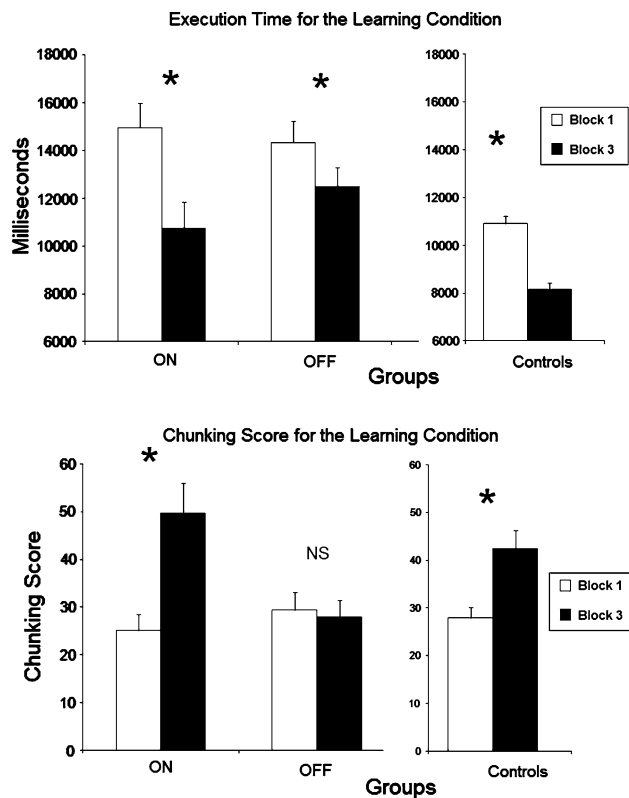 Execution Time for the Learning Condition
*
*
*
18000
16000
14000
12000
10000
8000
6000
Milliseconds
ON
OFF
18000
16000
14000
12000
10000
8000
6000
Controls
Block 1
Block 3
Groups
Chunking Score for the Learning Condition
*
NS
*
60
50
40
30
20
10
0
Chunking Score
ON
OFF
60
50
40
30
20
10
0
Controls
Block 1
Block 3
Groups